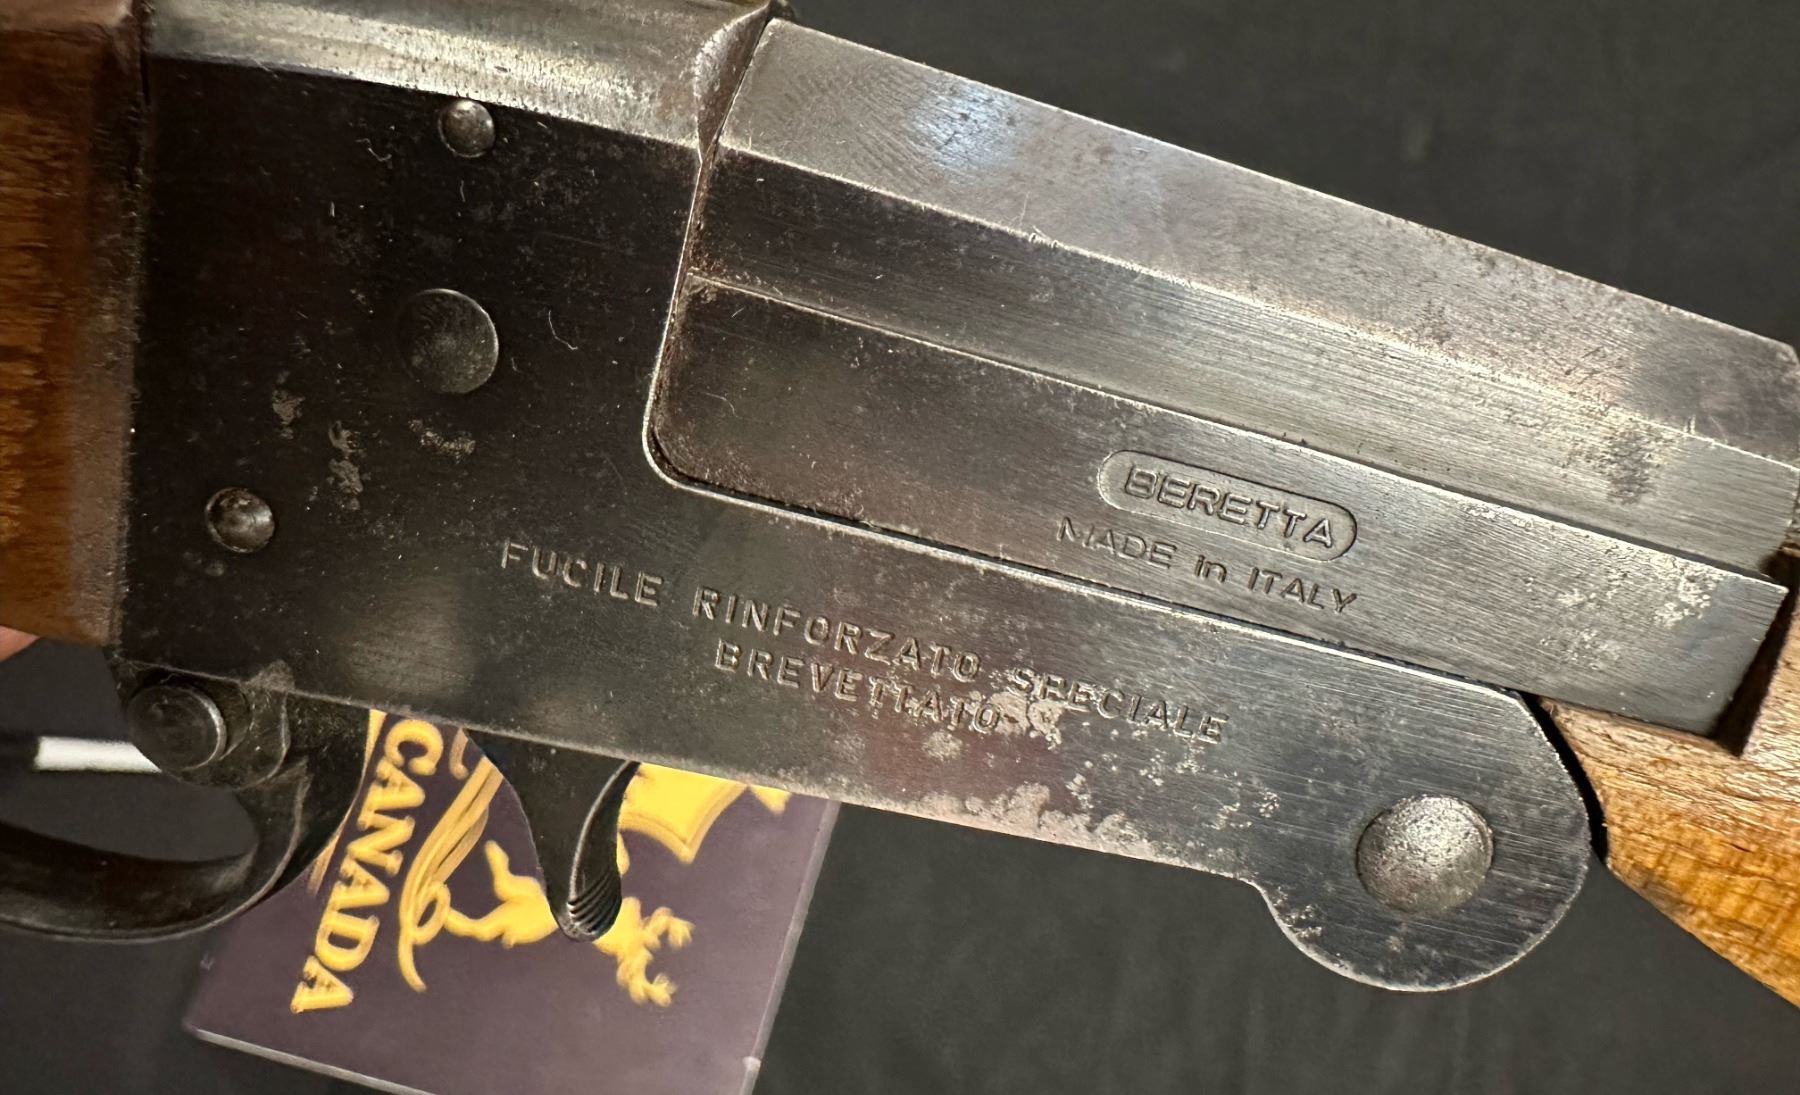 BERETTA
MADE in ITALY
FUCILE RINFORZATO SPECIALE
BREVETTATO
CANADA